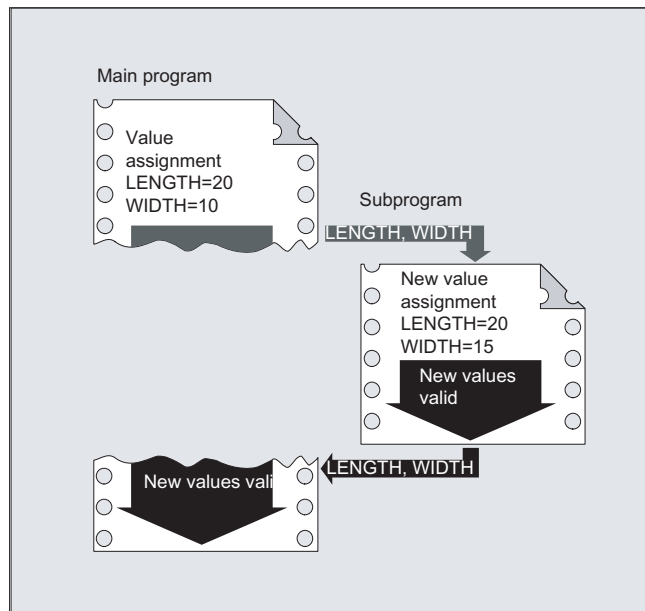 Main program
Value
assignment
LENGTH=20
WIDTH=10
Subprogram
LENGTH, WIDTH
New value
assignment
LENGTH=20
WIDTH=15
New values
valid
LENGTH, WIDTH
New values vali